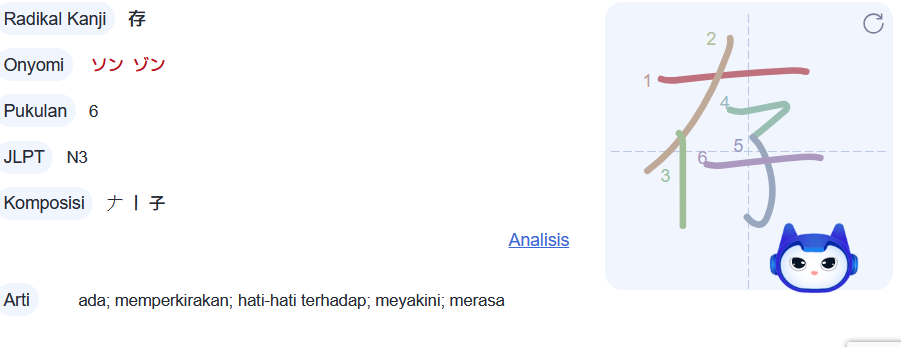 Radikal Kanji 存
Onyomi ソン ゾン
Pukulan 6
JLPT N3
Komposisi 𠂇 丨 子
Analisis
Arti ada; memperkirakan; hati-hati terhadap; meyakini; merasa
1
2
3
4
5
6
存